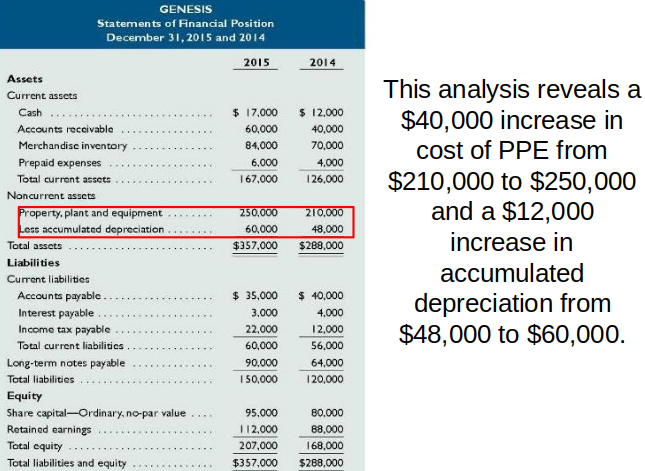 GENESIS
Statements of Financial Position
December 31, 2015 and 2014
2015 2014
Assets
Current assets
Cash .............................. $ 17,000 $ 12,000
Accounts receivable ................ 60,000 40,000
Merchandise inventory .............. 84,000 70,000
Prepaid expenses ................... 6,000 4,000
Total current assets ............... 167,000 126,000
Noncurrent assets
Property, plant and equipment ........ 250,000 210,000
Less accumulated depreciation ........ 60,000 48,000
Total assets ....................... $357,000 $288,000
Liabilities
Current liabilities
Accounts payable ................... $ 35,000 $ 40,000
Interest payable ................... 3,000 4,000
Income tax payable ................. 22,000 12,000
Total current liabilities .............. 60,000 56,000
Long-term notes payable ............. 90,000 64,000
Total liabilities .................... 150,000 120,000
Equity
Share capital—Ordinary, no-par value .... 95,000 80,000
Retained earnings .................. 112,000 88,000
Total equity ....................... 207,000 168,000
Total liabilities and equity ............ $357,000 $288,000
This analysis reveals a
$40,000 increase in
cost of PPE from
$210,000 to $250,000
and a $12,000
increase in
accumulated
depreciation from
$48,000 to $60,000.